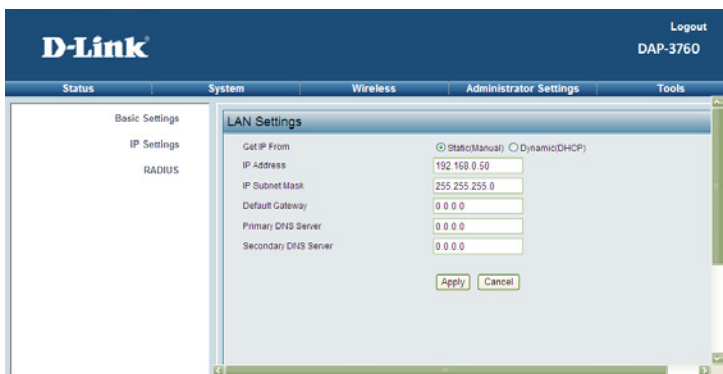 Logout
D-Link
DAP-3760
Status System Wireless Administrator Settings Tools
Basic Settings
IP Settings
RADIUS
LAN Settings
Get IP From Static(Manual) Dynamic(DHCP)
IP Address 192.168.0.50
IP Subnet Mask 255.255.255.0
Default Gateway 0.0.0.0
Primary DNS Server 0.0.0.0
Secondary DNS Server 0.0.0.0
Apply Cancel